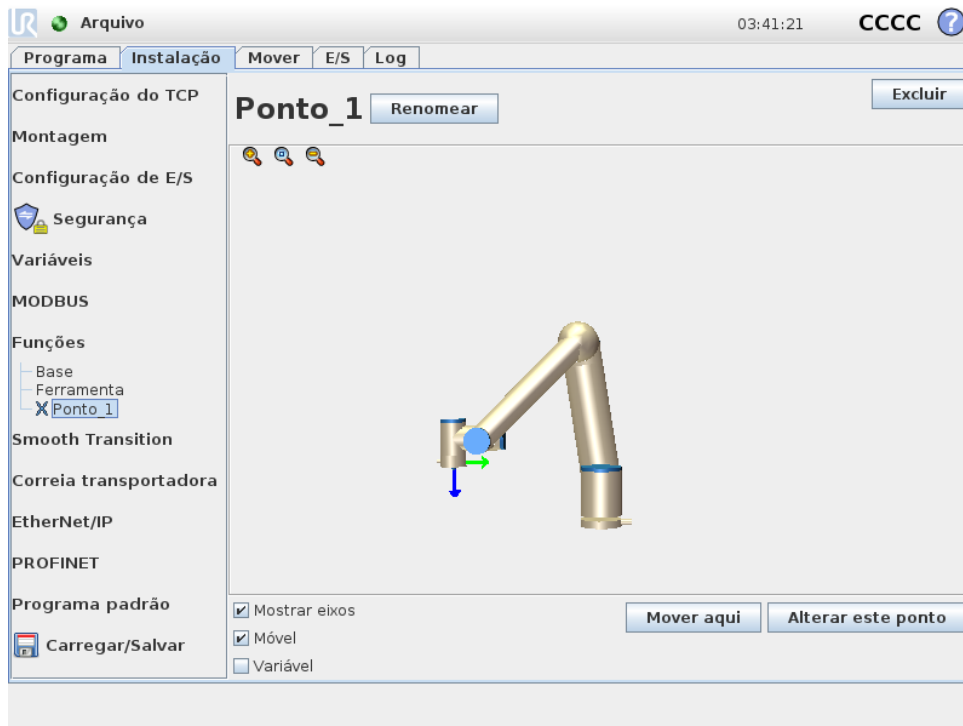 UR Arquivo 03:41:21 CCCC ?
Programa Instalação Mover E/S Log
Configuração do TCP
Montagem
Configuração de E/S
Segurança
Variáveis
MODBUS
Funções
Base
Ferramenta
Ponto_1
Smooth Transition
Correia transportadora
EtherNet/IP
PROFINET
Programa padrão
Carregar/Salvar
Ponto_1 Renomear Excluir
Mostrar eixos
Móvel
Variável
Mover aqui Alterar este ponto